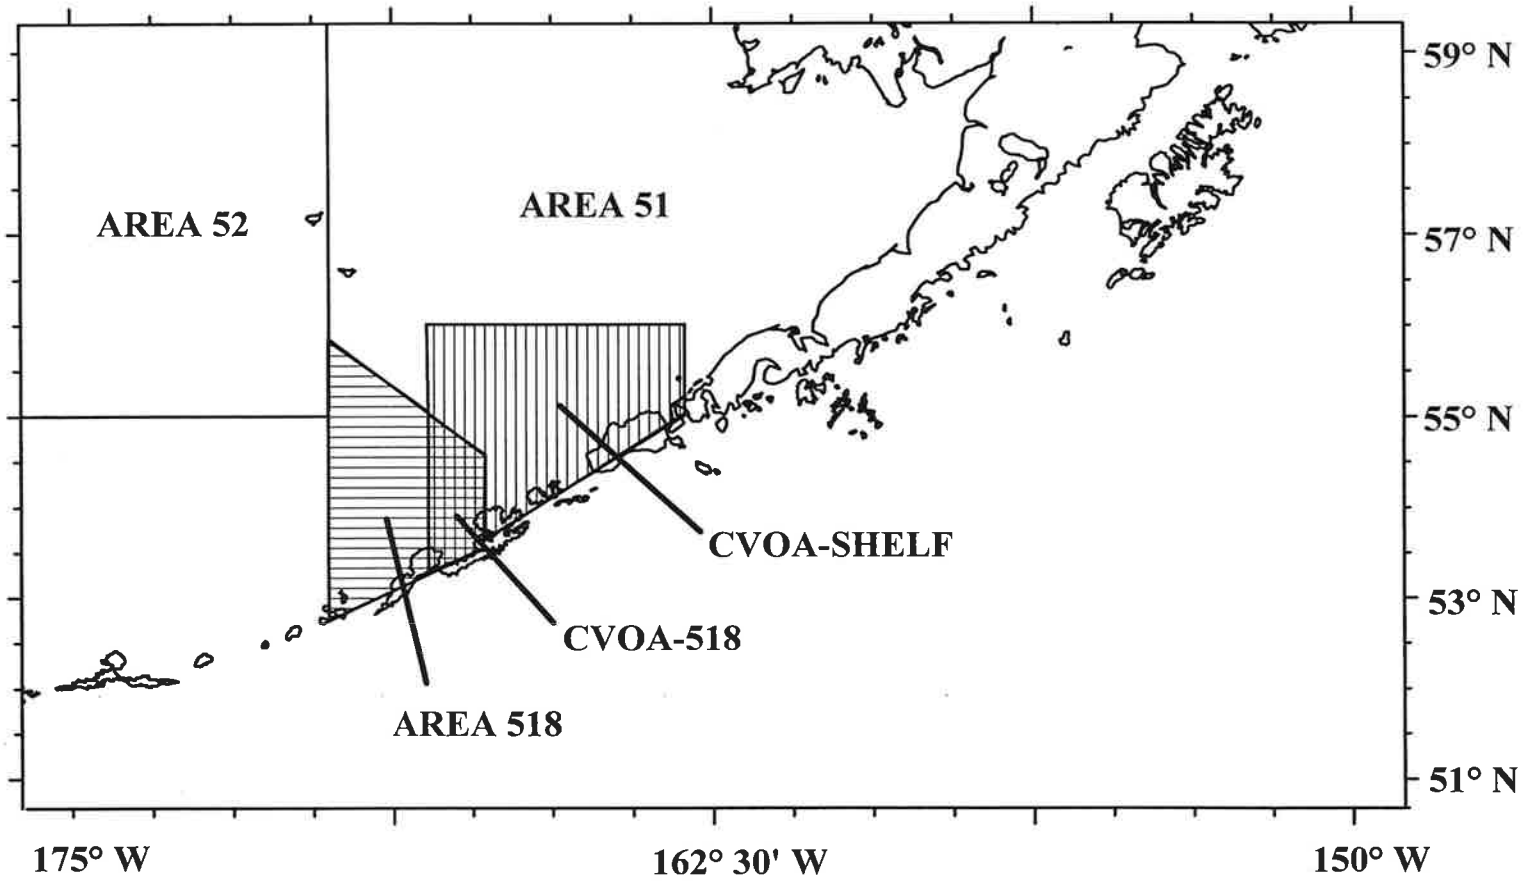 59° N
AREA 51
AREA 52
57° N
55° N
CVOA-SHELF
53° N
CVOA-518
AREA 518
51° N
175° W
162° 30' W
150° W